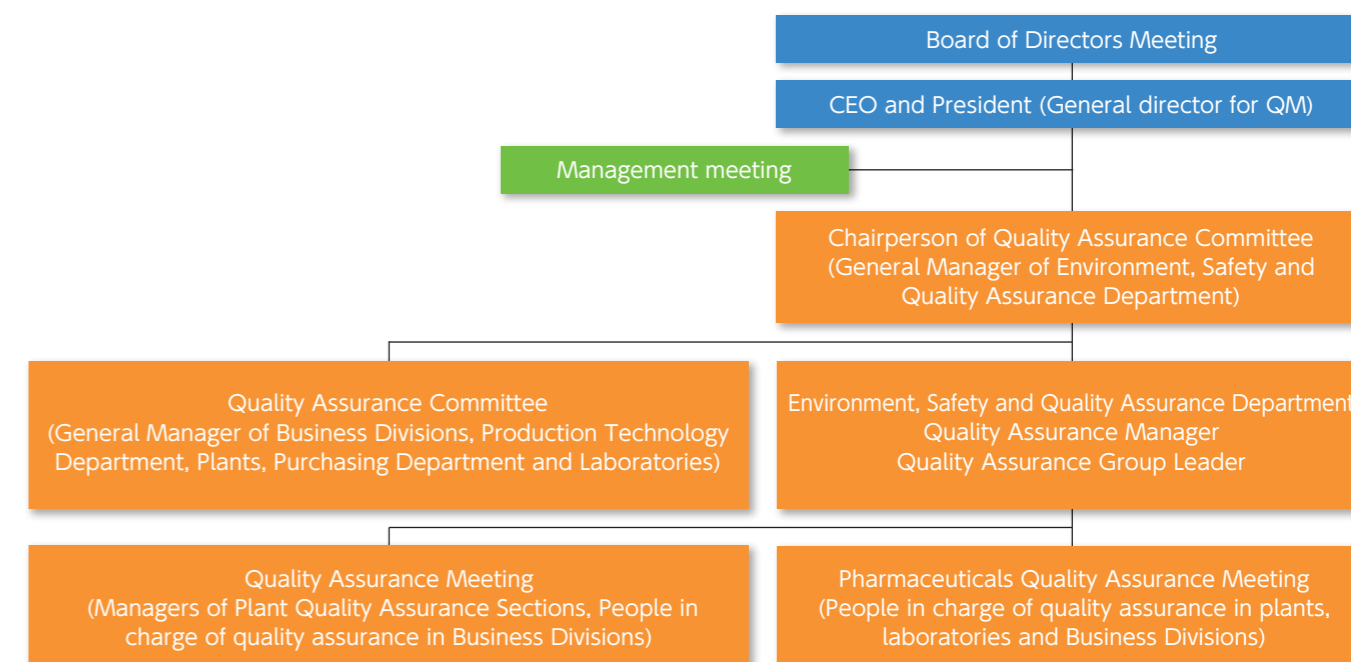 Board of Directors Meeting
CEO and President (General director for QM)
Management meeting
Chairperson of Quality Assurance Committee
(General Manager of Environment, Safety and
Quality Assurance Department)
Quality Assurance Committee
(General Manager of Business Divisions, Production Technology
Department, Plants, Purchasing Department and Laboratories)
Environment, Safety and Quality Assurance Department
Quality Assurance Manager
Quality Assurance Group Leader
Quality Assurance Meeting
(Managers of Plant Quality Assurance Sections, People in
charge of quality assurance in Business Divisions)
Pharmaceuticals Quality Assurance Meeting
(People in charge of quality assurance in plants,
laboratories and Business Divisions)